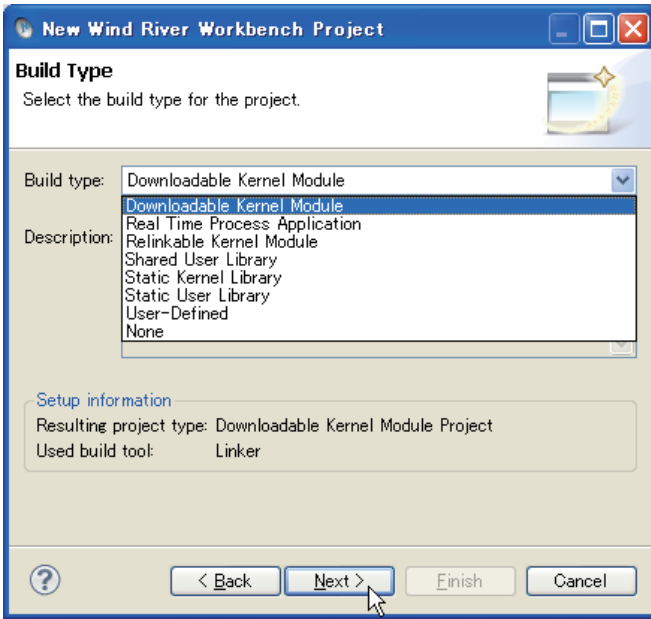 New Wind River Workbench Project
Build Type
Select the build type for the project.
Build type:
Downloadable Kernel Module
Downloadable Kernel Module
Real Time Process Application
Description:
Relinkable Kernel Module
Shared User Library
Static Kernel Library
Static User Library
User-Defined
None
Setup information
Resulting project type: Downloadable Kernel Module Project
Used build tool: Linker
?
< Back
Next >
Finish
Cancel